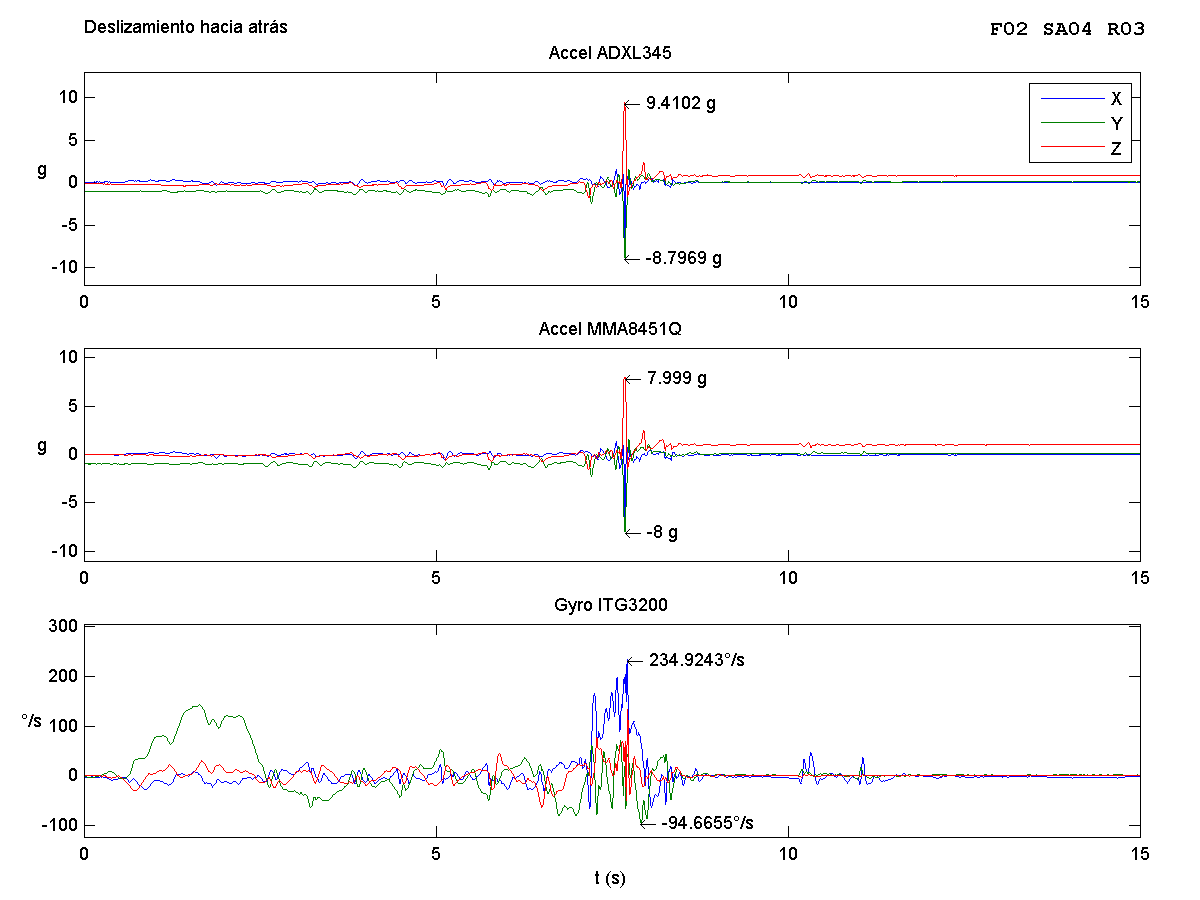 Deslizamiento hacia atrás
F02 SA04 R03
Accel ADXL345
10
5
0
-5
-10
g
9.4102 g
-8.7969 g
X
Y
Z
0
5
10
15
Accel MMA8451Q
10
5
0
-5
-10
g
7.999 g
-8 g
0
5
10
15
Gyro ITG3200
300
200
100
0
-100
°/s
234.9243°/s
-94.6655°/s
0
5
10
15
t (s)